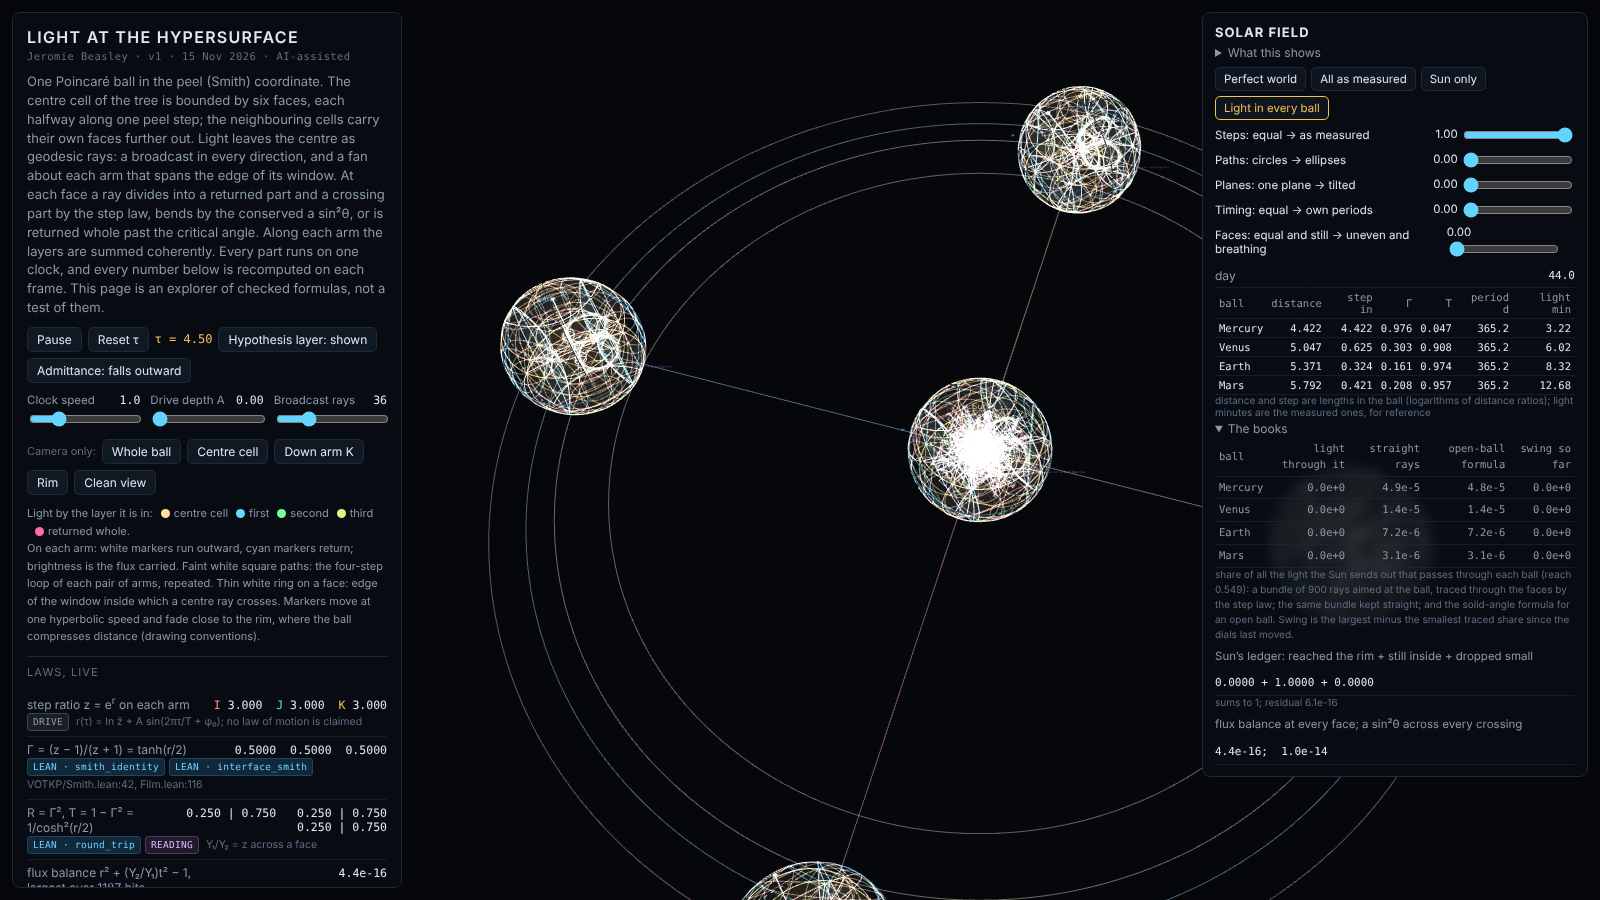 LIGHT AT THE HYPERSURFACE
Jeromie Beasley · v1 · 15 Nov 2026 · AI-assisted
One Poincaré ball in the peel (Smith) coordinate. The
centre cell of the tree is bounded by six faces, each
halfway along one peel step; the neighbouring cells carry
their own faces further out. Light leaves the centre as
geodesic rays: a broadcast in every direction, and a fan
about each arm that spans the edge of its window. At
each face a ray divides into a returned part and a crossing
part by the step law, bends by the conserved a sin²θ, or is
returned whole past the critical angle. Along each arm the
layers are summed coherently. Every part runs on one
clock, and every number below is recomputed on each
frame. This page is an explorer of checked formulas, not a
test of them.
Pause Reset τ τ = 4.50 Hypothesis layer: shown
Admittance: falls outward
Clock speed 1.0 Drive depth A 0.00 Broadcast rays 36
Camera only: Whole ball Centre cell Down arm K
Rim Clean view
Light by the layer it is in: centre cell first second third
returned whole.
On each arm: white markers run outward, cyan markers return;
brightness is the flux carried. Faint white square paths: the four-step
loop of each pair of arms, repeated. Thin white ring on a face: edge
of the window inside which a centre ray crosses. Markers move at
one hyperbolic speed and fade close to the rim, where the ball
compresses distance (drawing conventions).
LAWS, LIVE
step ratio z = eʳ on each arm I 3.000 J 3.000 K 3.000
DRIVE r(τ) = ln z̄ + A sin(2πτ/T + φ₀); no law of motion is claimed
Γ = (z − 1)/(z + 1) = tanh(r/2) 0.5000 0.5000 0.5000
LEAN · smith_identity LEAN · interface_smith
VOTKP/Smith.lean:42, Film.lean:116
R = Γ², T = 1 − Γ² = 0.250 | 0.750 0.250 | 0.750
1/cosh²(r/2) 0.250 | 0.750
LEAN · round_trip READING Y₁/Y₂ = z across a face
flux balance r² + (Y₂/Y₁)t² − 1, 4.4e-16
largest over 1187 hits
SOLAR FIELD
What this shows
Perfect world All as measured Sun only
Light in every ball
Steps: equal → as measured 1.00
Paths: circles → ellipses 0.00
Planes: one plane → tilted 0.00
Timing: equal → own periods 0.00
Faces: equal and still → uneven and 0.00
breathing
day 44.0
ball distance step in Γ T period d light min
Mercury 4.422 4.422 0.976 0.047 365.2 3.22
Venus 5.047 0.625 0.303 0.908 365.2 6.02
Earth 5.371 0.324 0.161 0.974 365.2 8.32
Mars 5.792 0.421 0.208 0.957 365.2 12.68
distance and step are lengths in the ball (logarithms of distance ratios); light
minutes are the measured ones, for reference
The books
ball light through it straight rays open-ball formula swing so far
Mercury 0.0e+0 4.9e-5 4.8e-5 0.0e+0
Venus 0.0e+0 1.4e-5 1.4e-5 0.0e+0
Earth 0.0e+0 7.2e-6 7.2e-6 0.0e+0
Mars 0.0e+0 3.1e-6 3.1e-6 0.0e+0
share of all the light the Sun sends out that passes through each ball (reach
0.549): a bundle of 900 rays aimed at the ball, traced through the faces by
the step law; the same bundle kept straight; and the solid-angle formula for
an open ball. Swing is the largest minus the smallest traced share since the
dials last moved.
Sun's ledger: reached the rim + still inside + dropped small
0.0000 + 1.0000 + 0.0000
sums to 1; residual 6.1e-16
flux balance at every face; a sin²θ across every crossing
4.4e-16; 1.0e-14